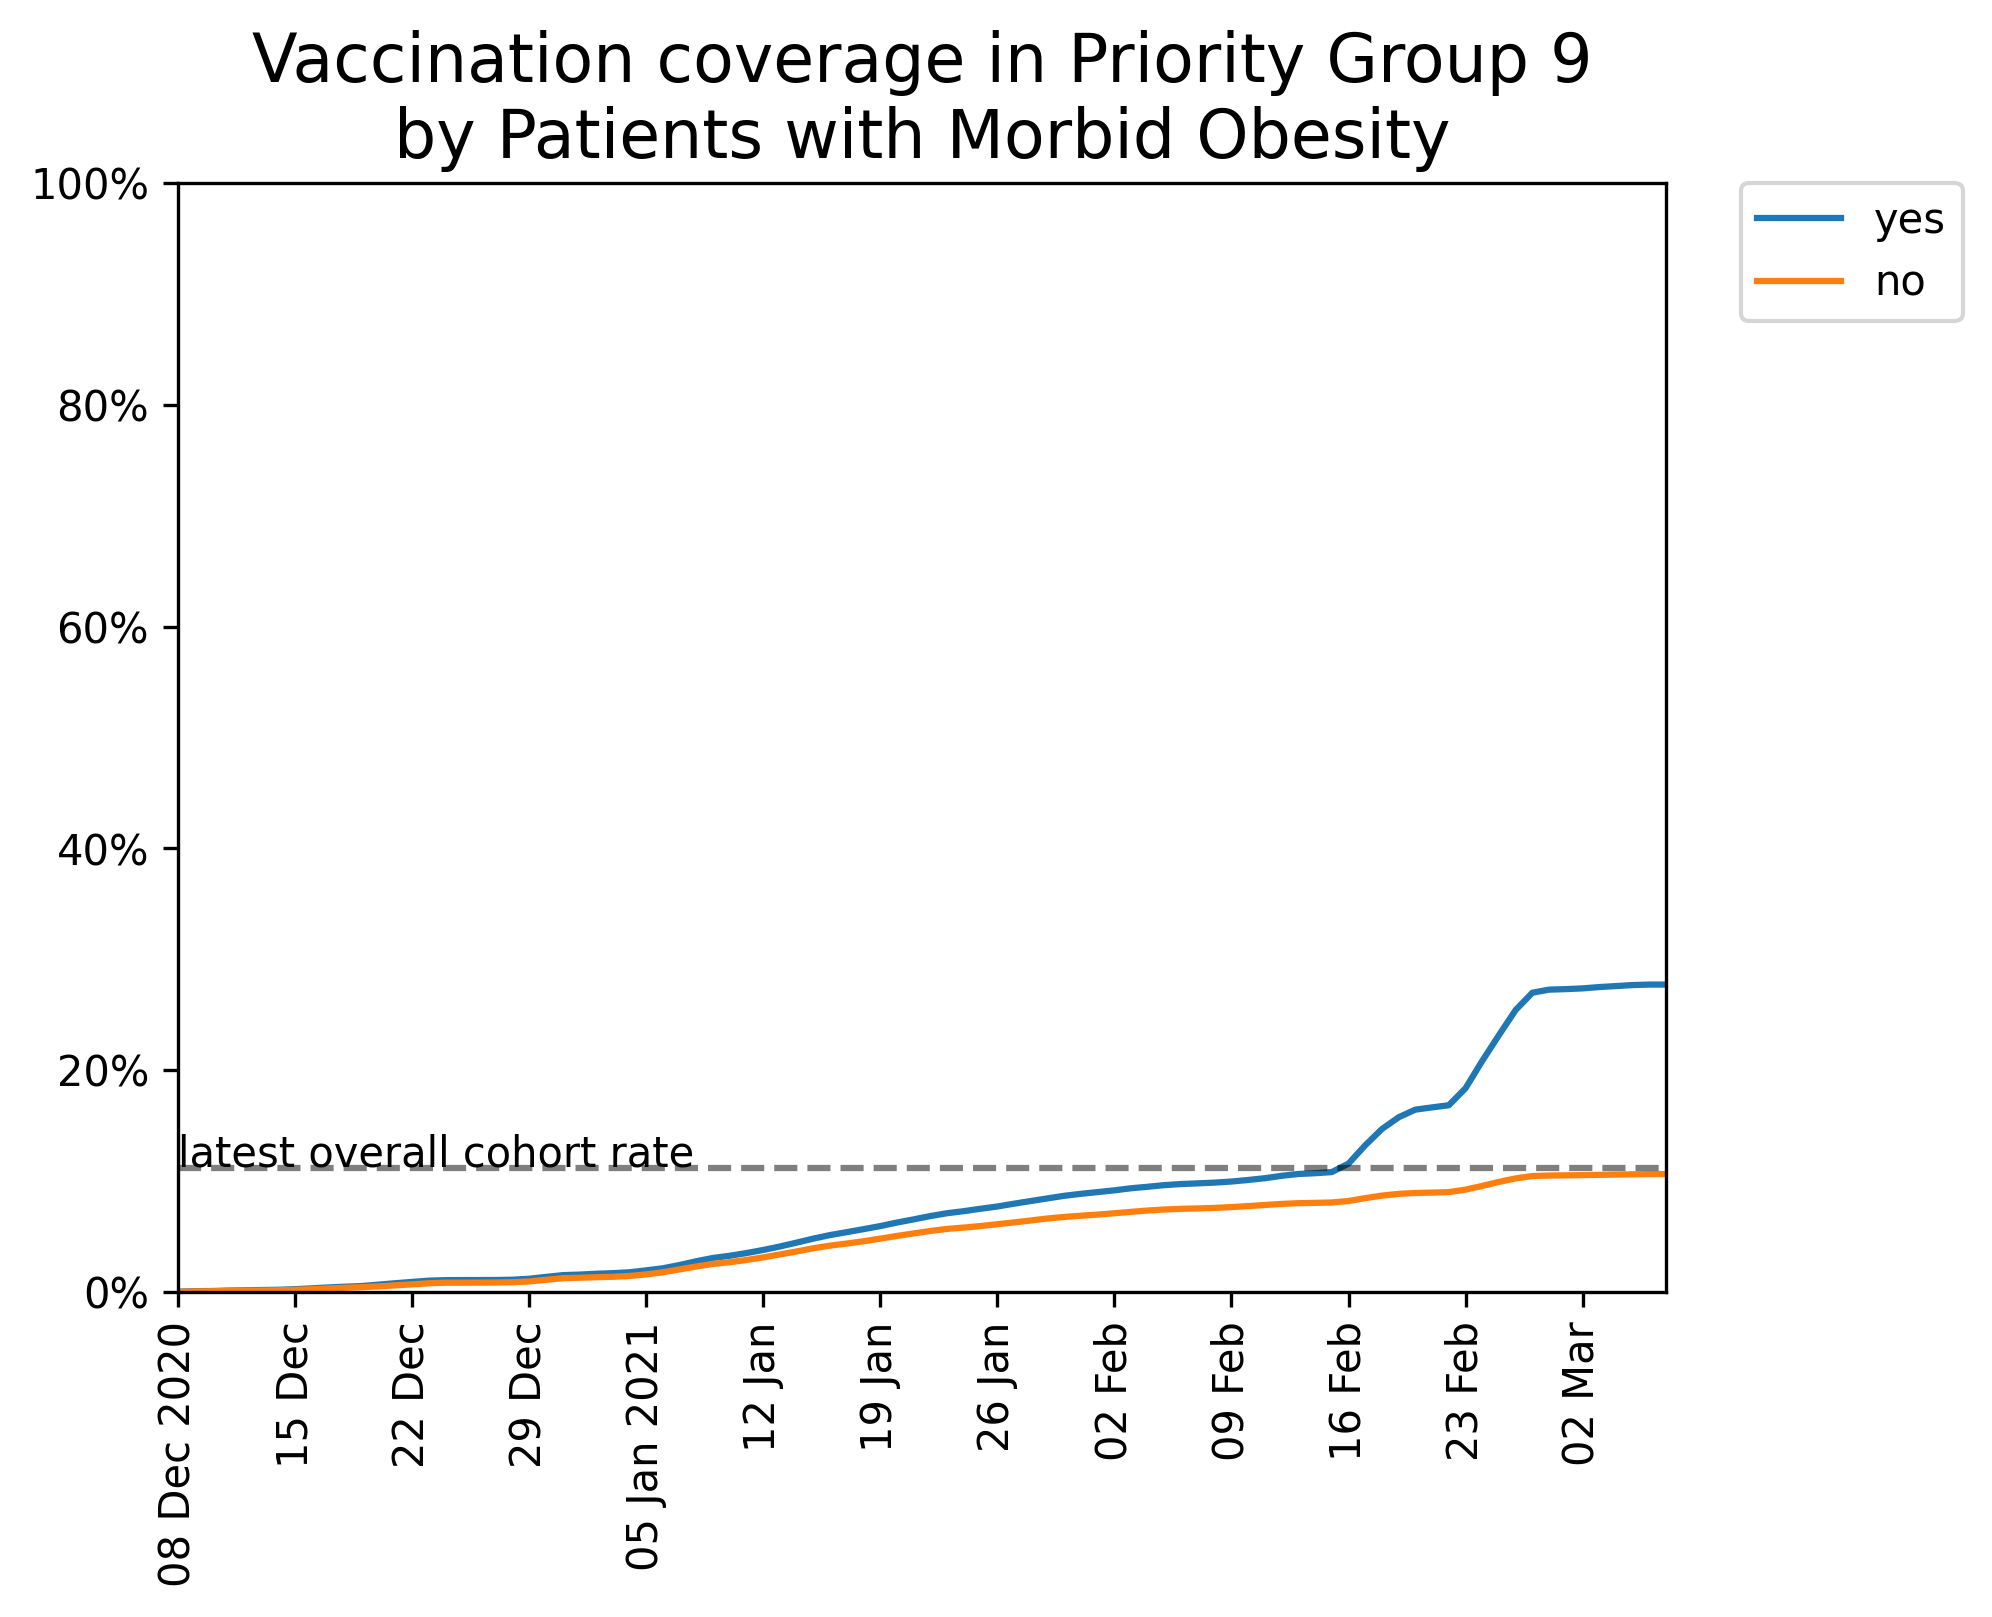 Vaccination coverage in Priority Group 9
by Patients with Morbid Obesity
100%
80%
60%
40%
20%
0%
latest overall cohort rate
yes
no
08 Dec 2020
15 Dec
22 Dec
29 Dec
05 Jan 2021
12 Jan
19 Jan
26 Jan
02 Feb
09 Feb
16 Feb
23 Feb
02 Mar